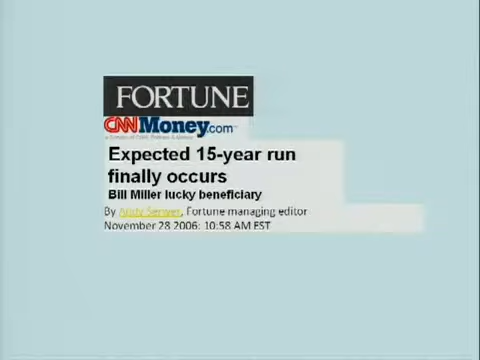 FORTUNE
CNNMoney.com
Expected 15-year run
finally occurs
Bill Miller lucky beneficiary
By Andy Serwer, Fortune managing editor
November 28 2006: 10:58 AM EST